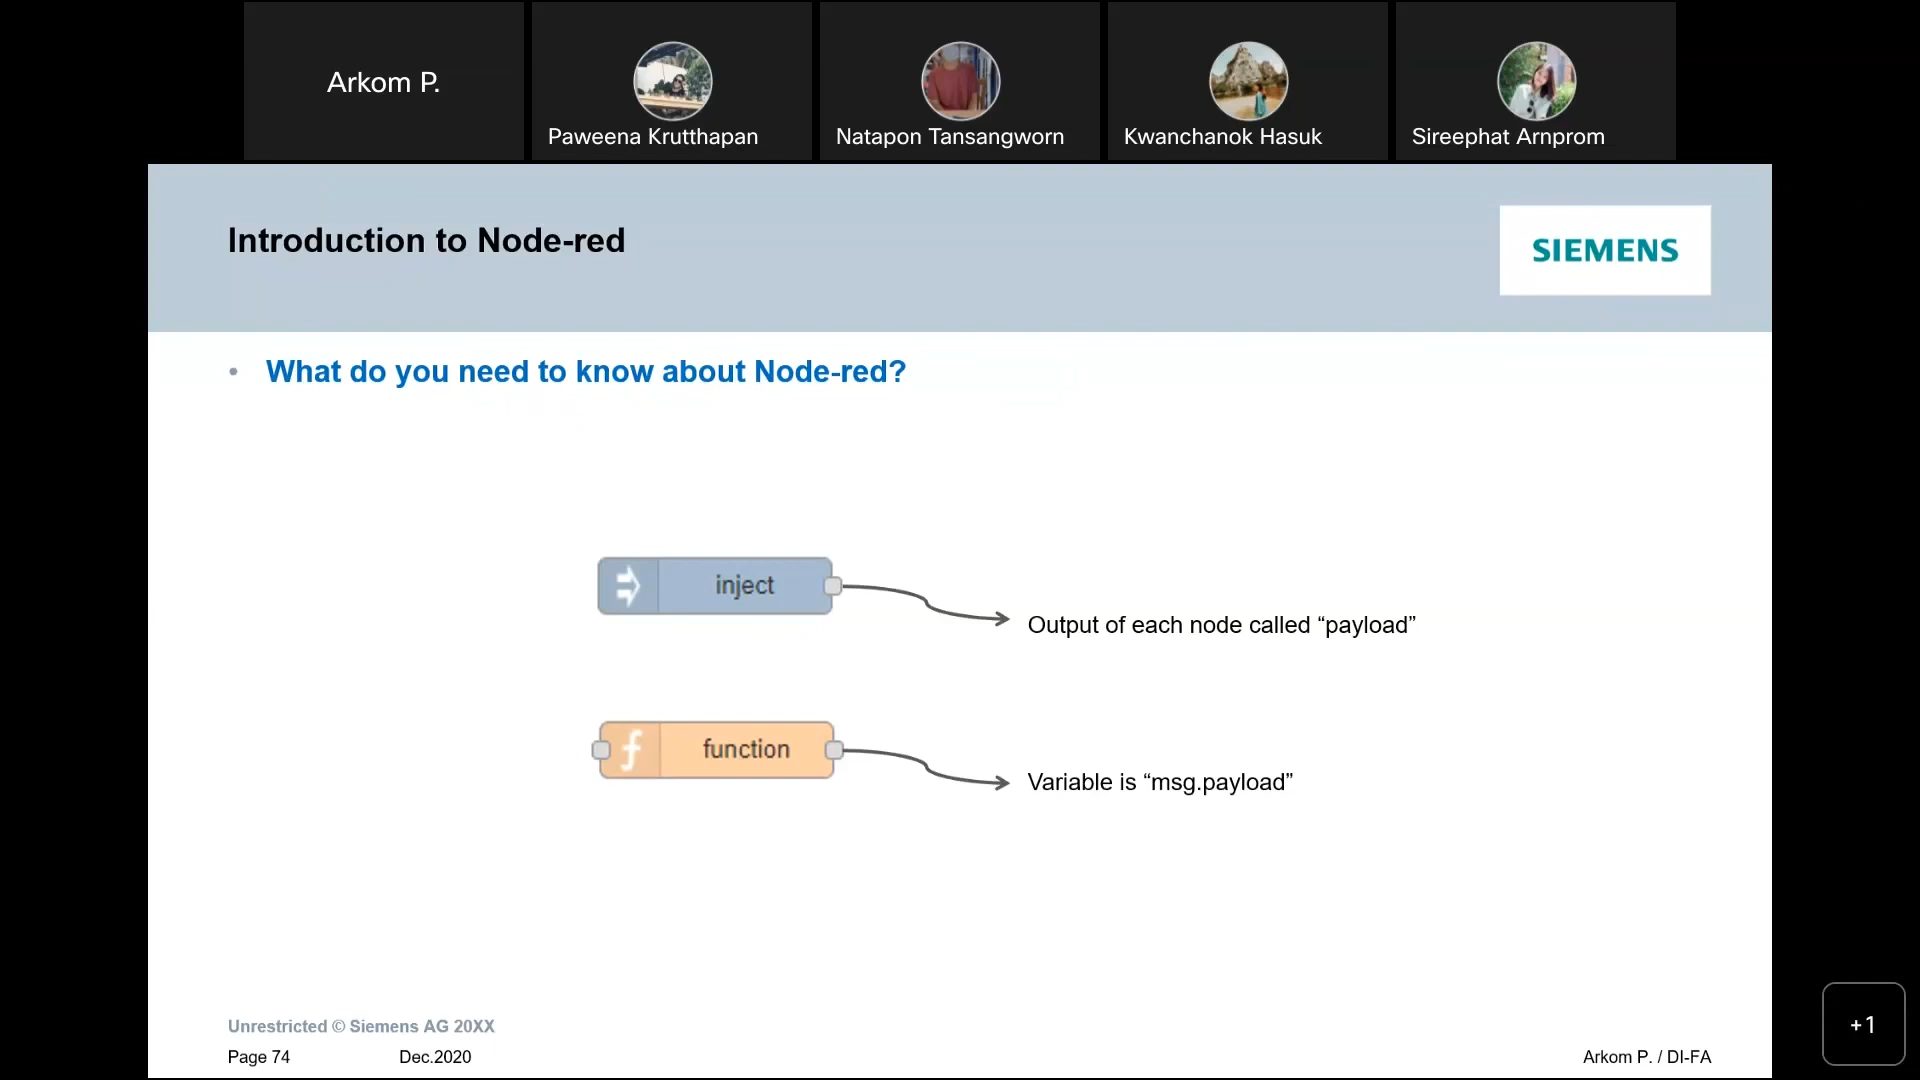 Arkom P.
Paweena Krutthapan
Natapon Tansangworn
Kwanchanok Hasuk
Sireephat Arnprom
Introduction to Node-red
SIEMENS
• What do you need to know about Node-red?
inject
Output of each node called “payload”
function
Variable is “msg.payload”
Unrestricted © Siemens AG 20XX
Page 74 Dec.2020 Arkom P. / DI-FA
+1